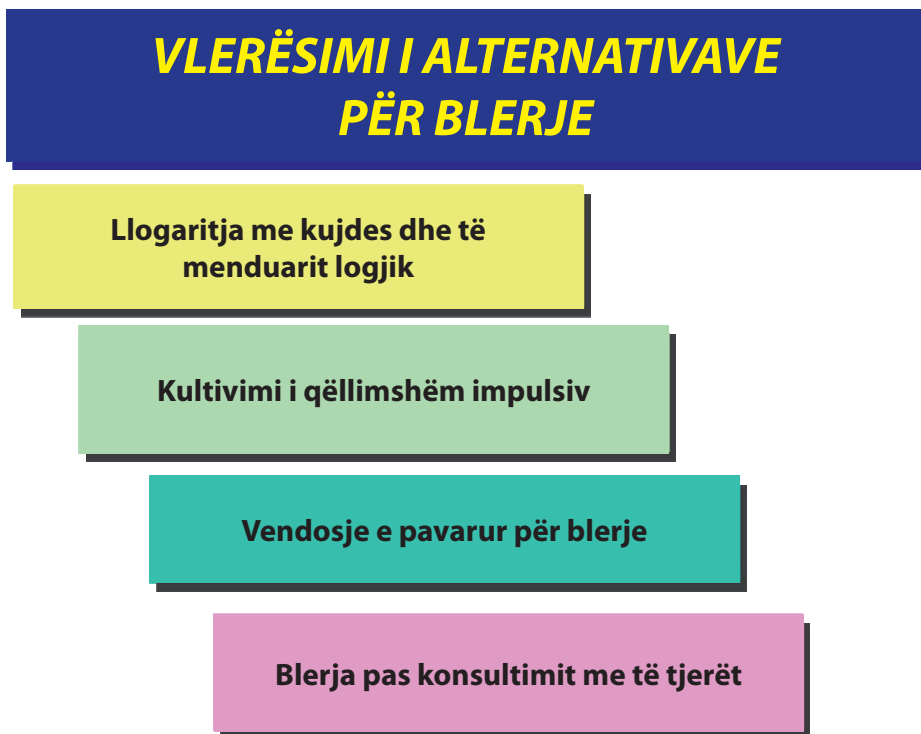 VLERËSIMI I ALTERNATIVAVE
PËR BLERJE
Llogaritja me kujdes dhe të
menduarit logjik
Kultivimi i qëllimshëm impulsiv
Vendosje e pavarur për blerje
Blerja pas konsultimit me të tjerët